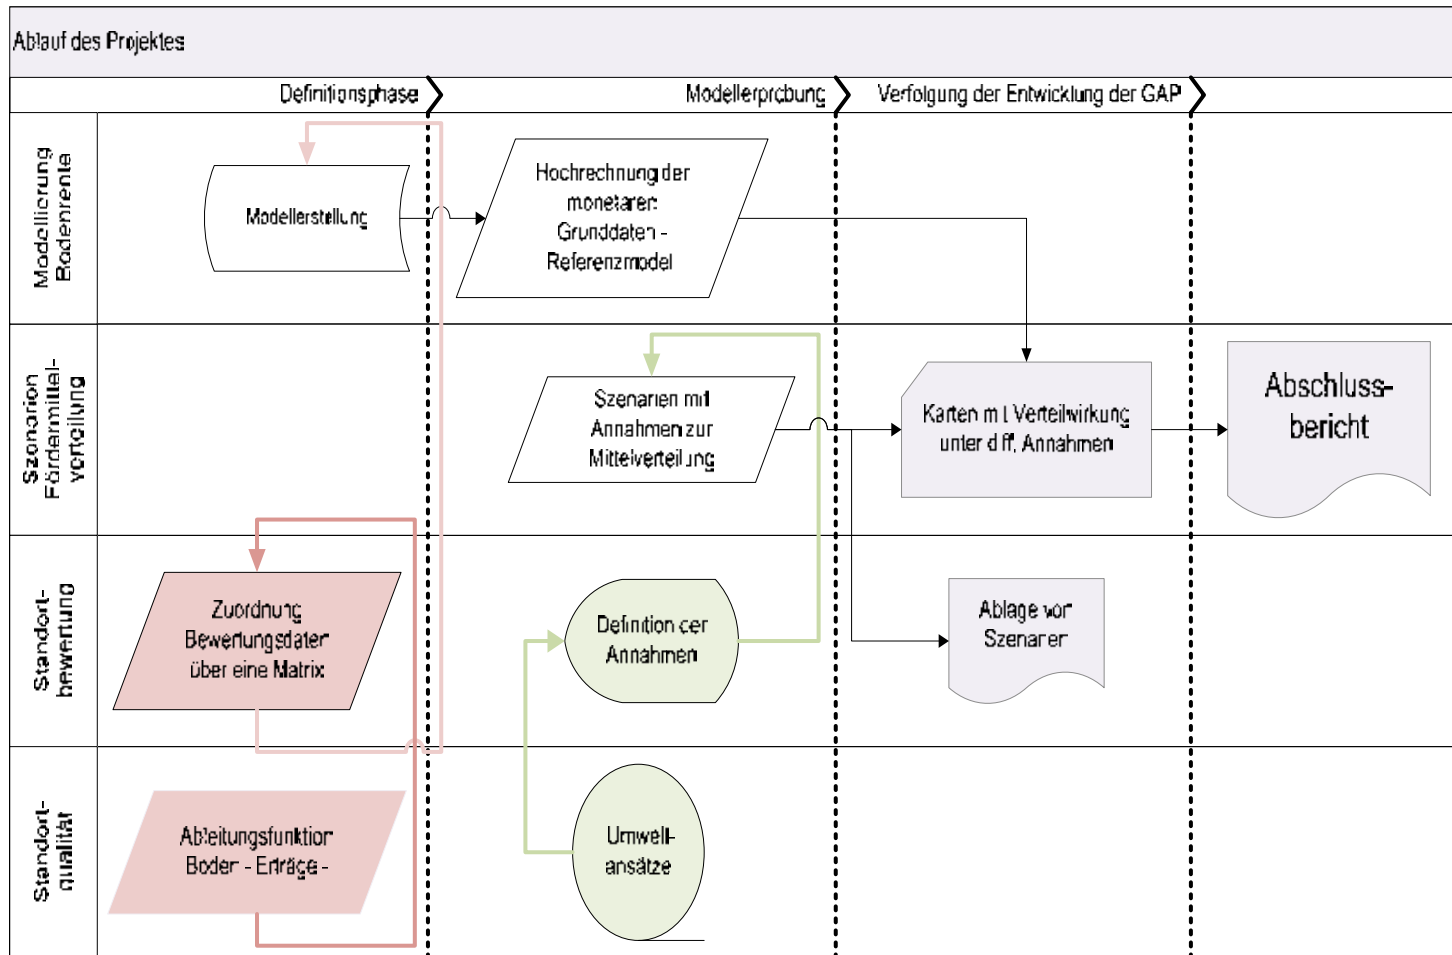 Ablauf des Projektes
Definitionsphase
Modellerprobung
Verfolgung der Entwicklung der GAP
Modellierung
Bodenrente
Modellerstellung
Hochrechnung der
monetären
Grunddaten -
Referenzmodel
Szenarien
Fördermittel-
verteilung
Szenarien mit
Annahmen zur
Mittelverteilung
Karten mit Verteilwirkung
unter diff. Annahmen
Abschluss-
bericht
Standort-
bewertung
Zuordnung
Bewertungsdaten
über eine Matrix
Definition der
Annahmen
Ablage von
Szenarien
Standort-
qualität
Ableitungsfunktion
Boden - Erträge -
Umwelt-
ansätze